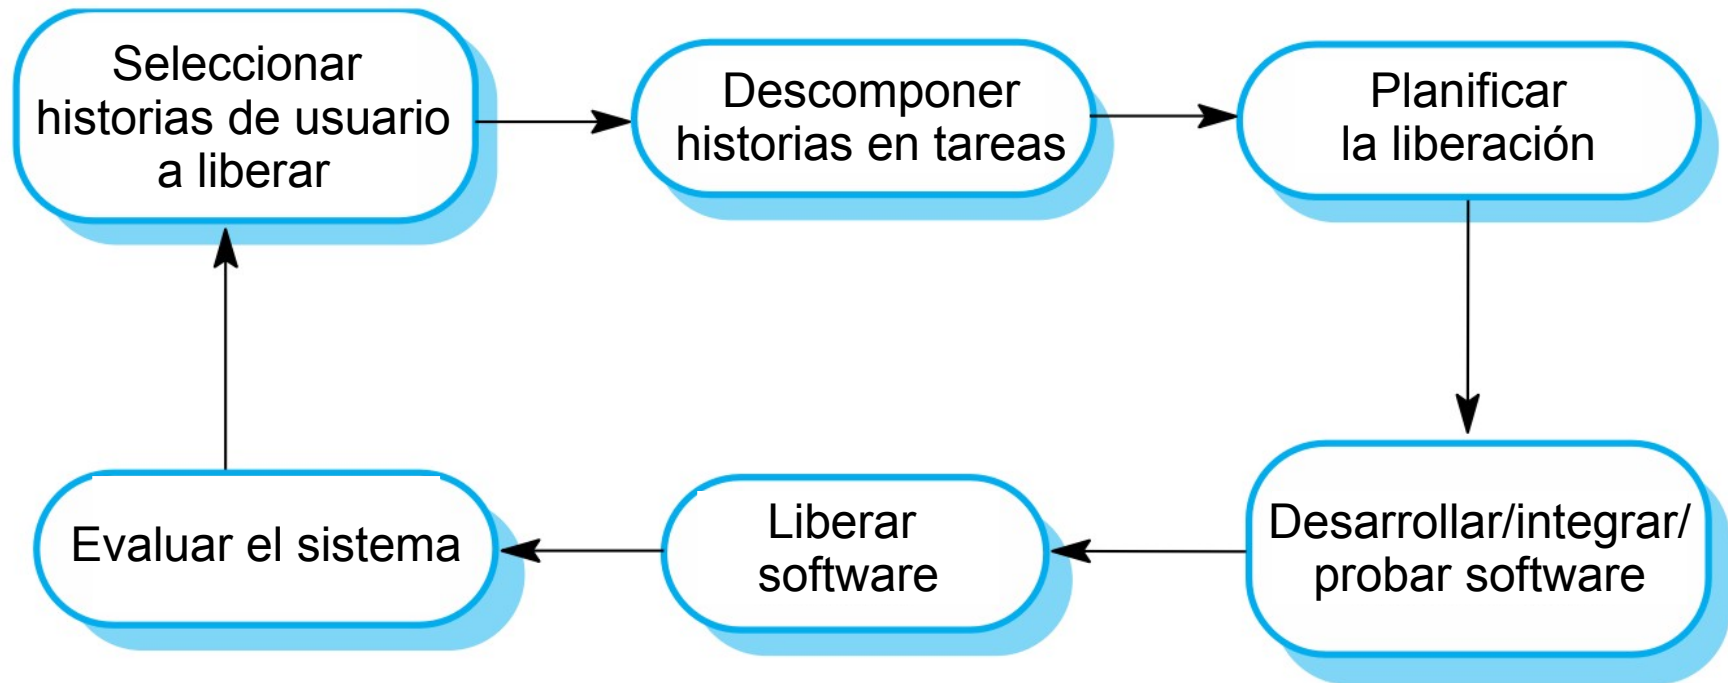 Seleccionar
historias de usuario
a liberar
Descomponer
historias en tareas
Planificar
la liberación
Desarrollar/integrar/
probar software
Liberar
software
Evaluar el sistema